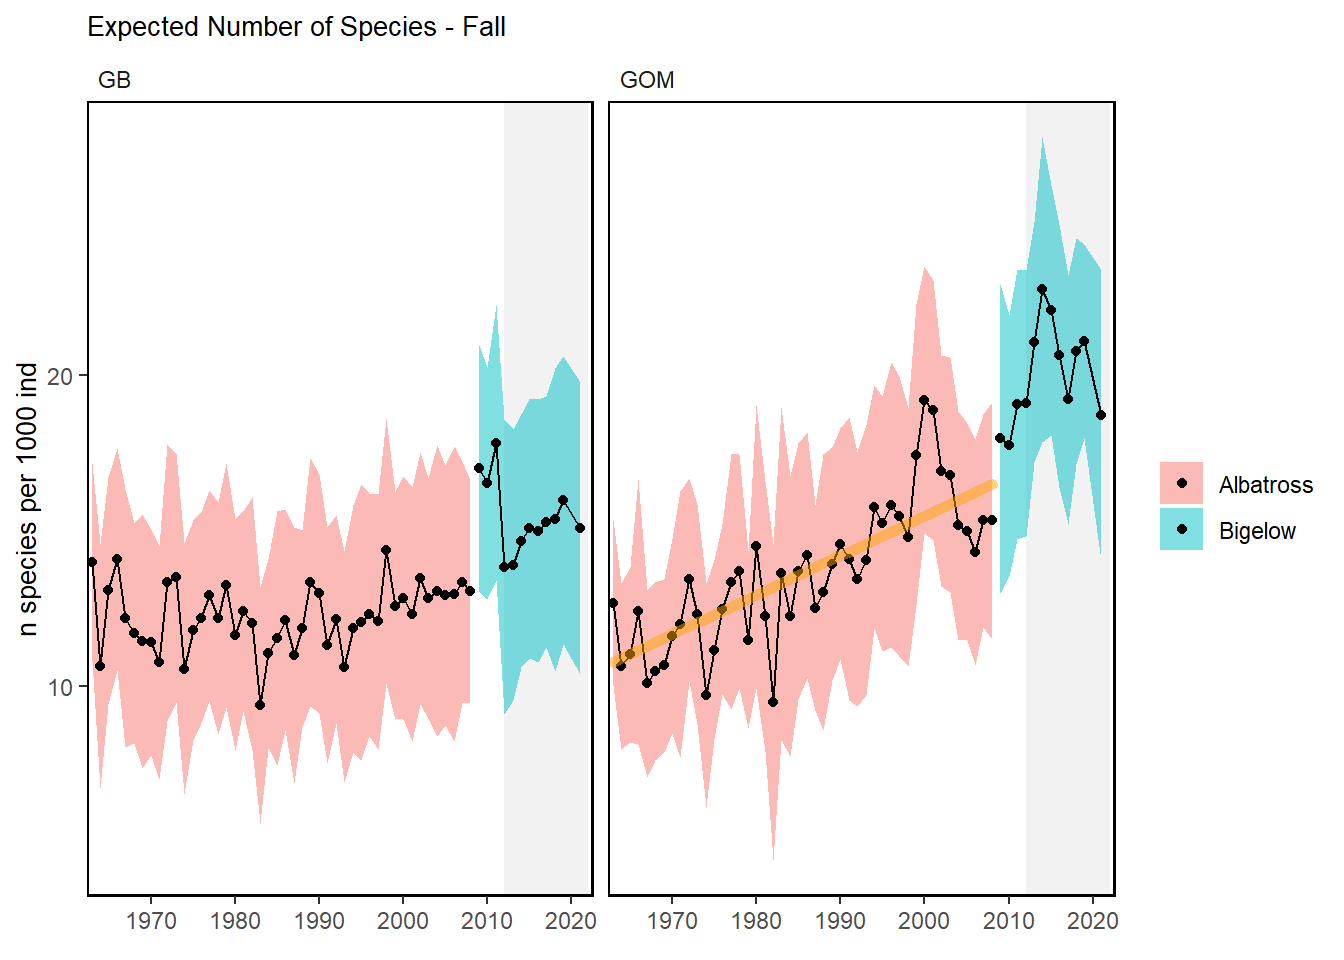 Expected Number of Species - Fall
GB
GOM
n species per 1000 ind
20
10
1970 1980 1990 2000 2010 2020
1970 1980 1990 2000 2010 2020
Albatross
Bigelow